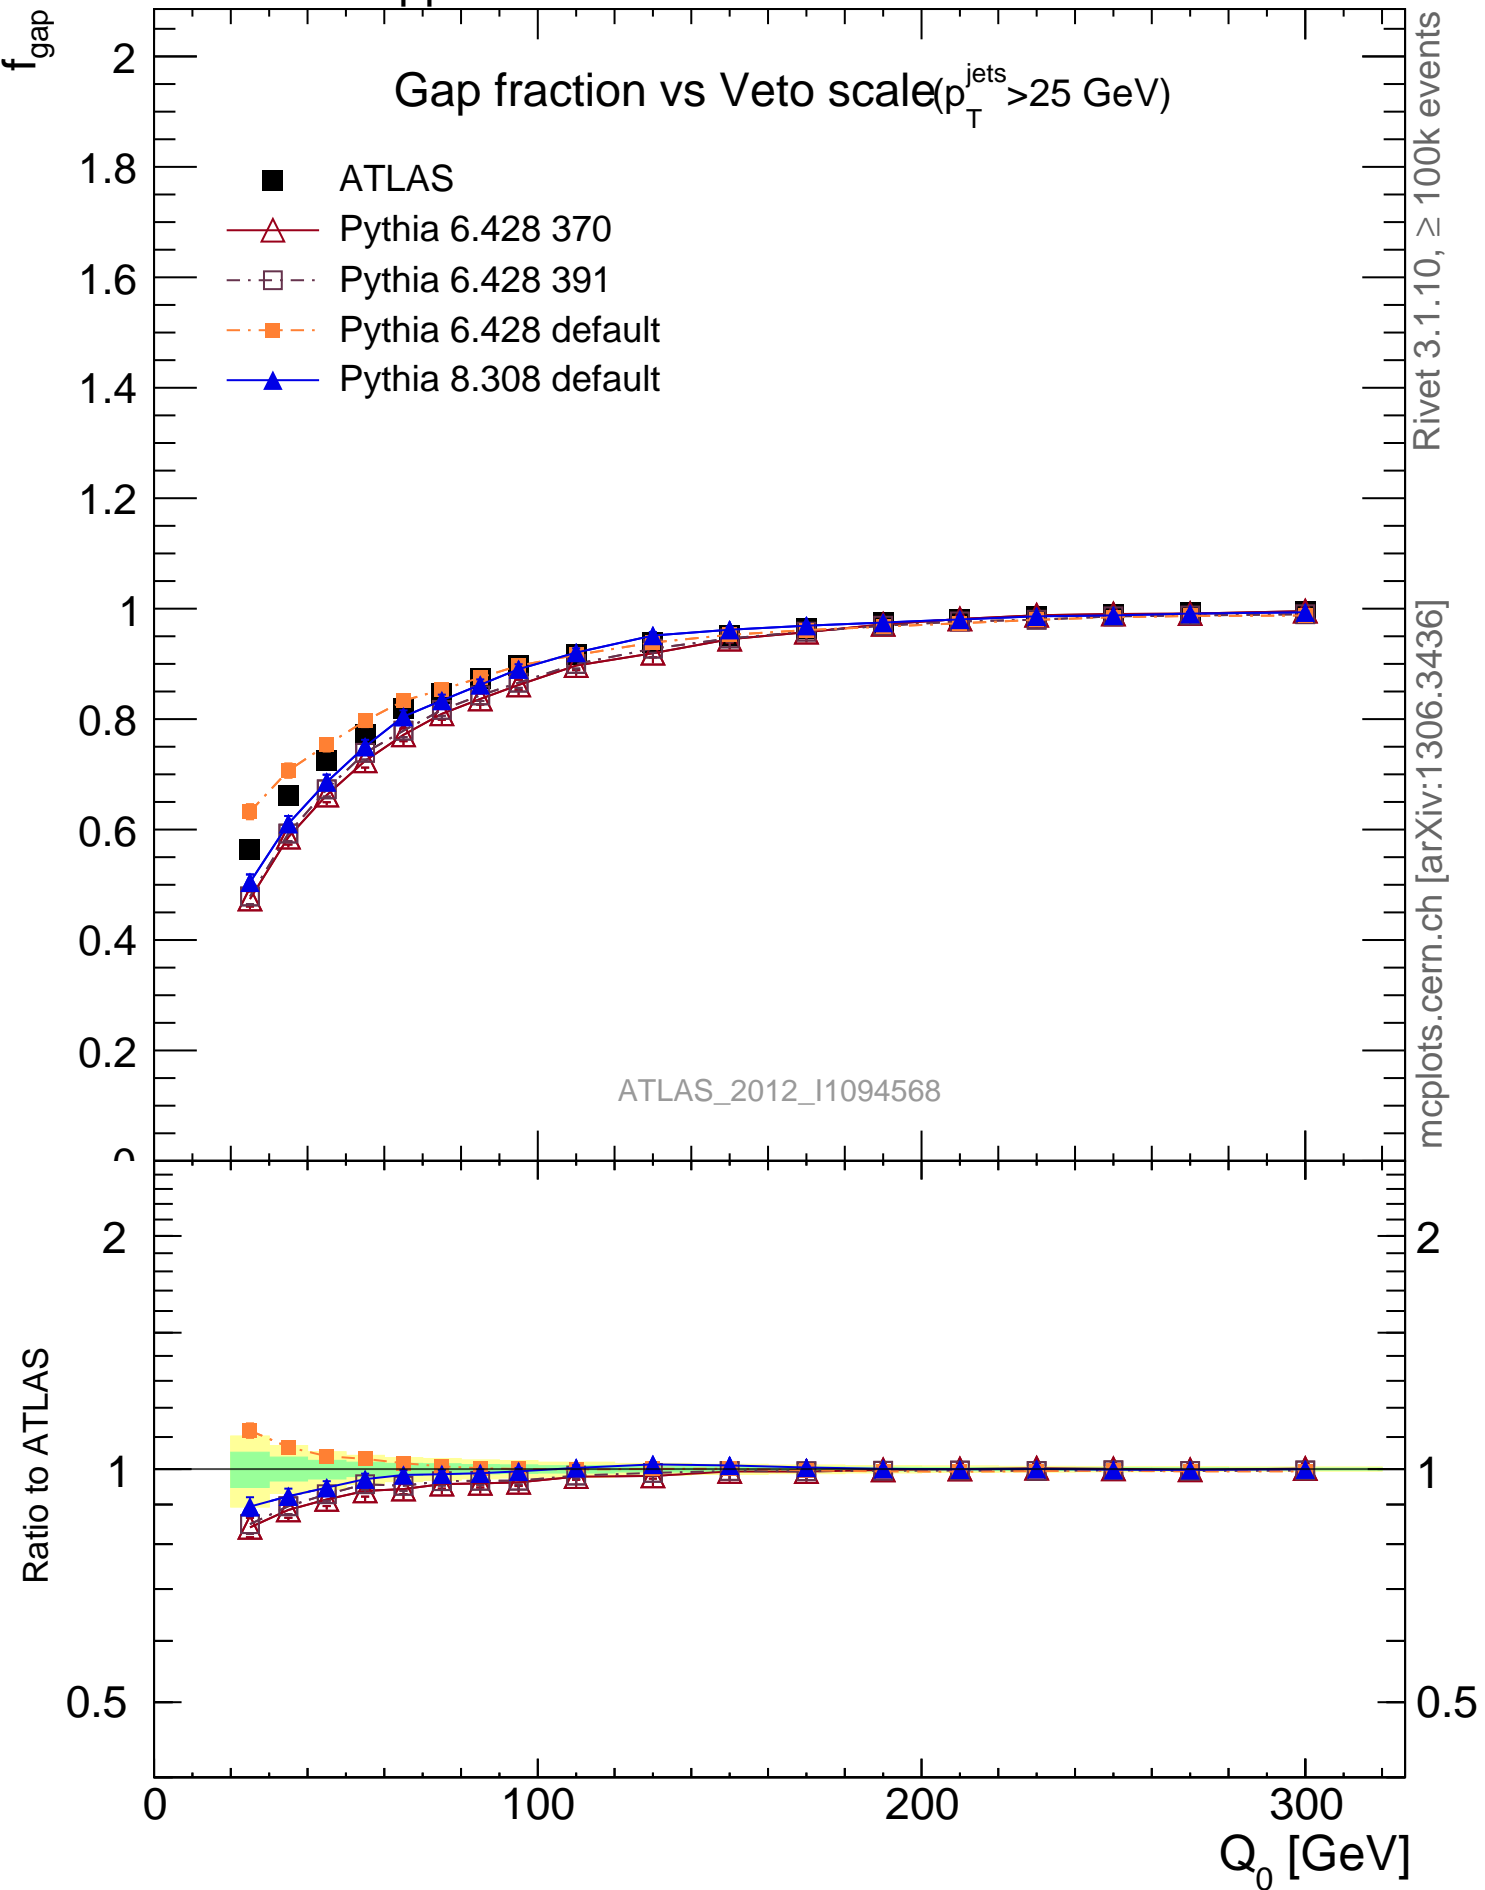 f_gap
Gap fraction vs Veto scale(p_T^jets>25 GeV)
ATLAS
Pythia 6.428 370
Pythia 6.428 391
Pythia 6.428 default
Pythia 8.308 default
2
1.8
1.6
1.4
1.2
1
0.8
0.6
0.4
0.2
0
ATLAS_2012_I1094568
Rivet 3.1.10, ≥ 100k events
mcplots.cern.ch [arXiv:1306.3436]
Ratio to ATLAS
2
1
0.5
2
1
0.5
0
100
200
300
Q_0 [GeV]